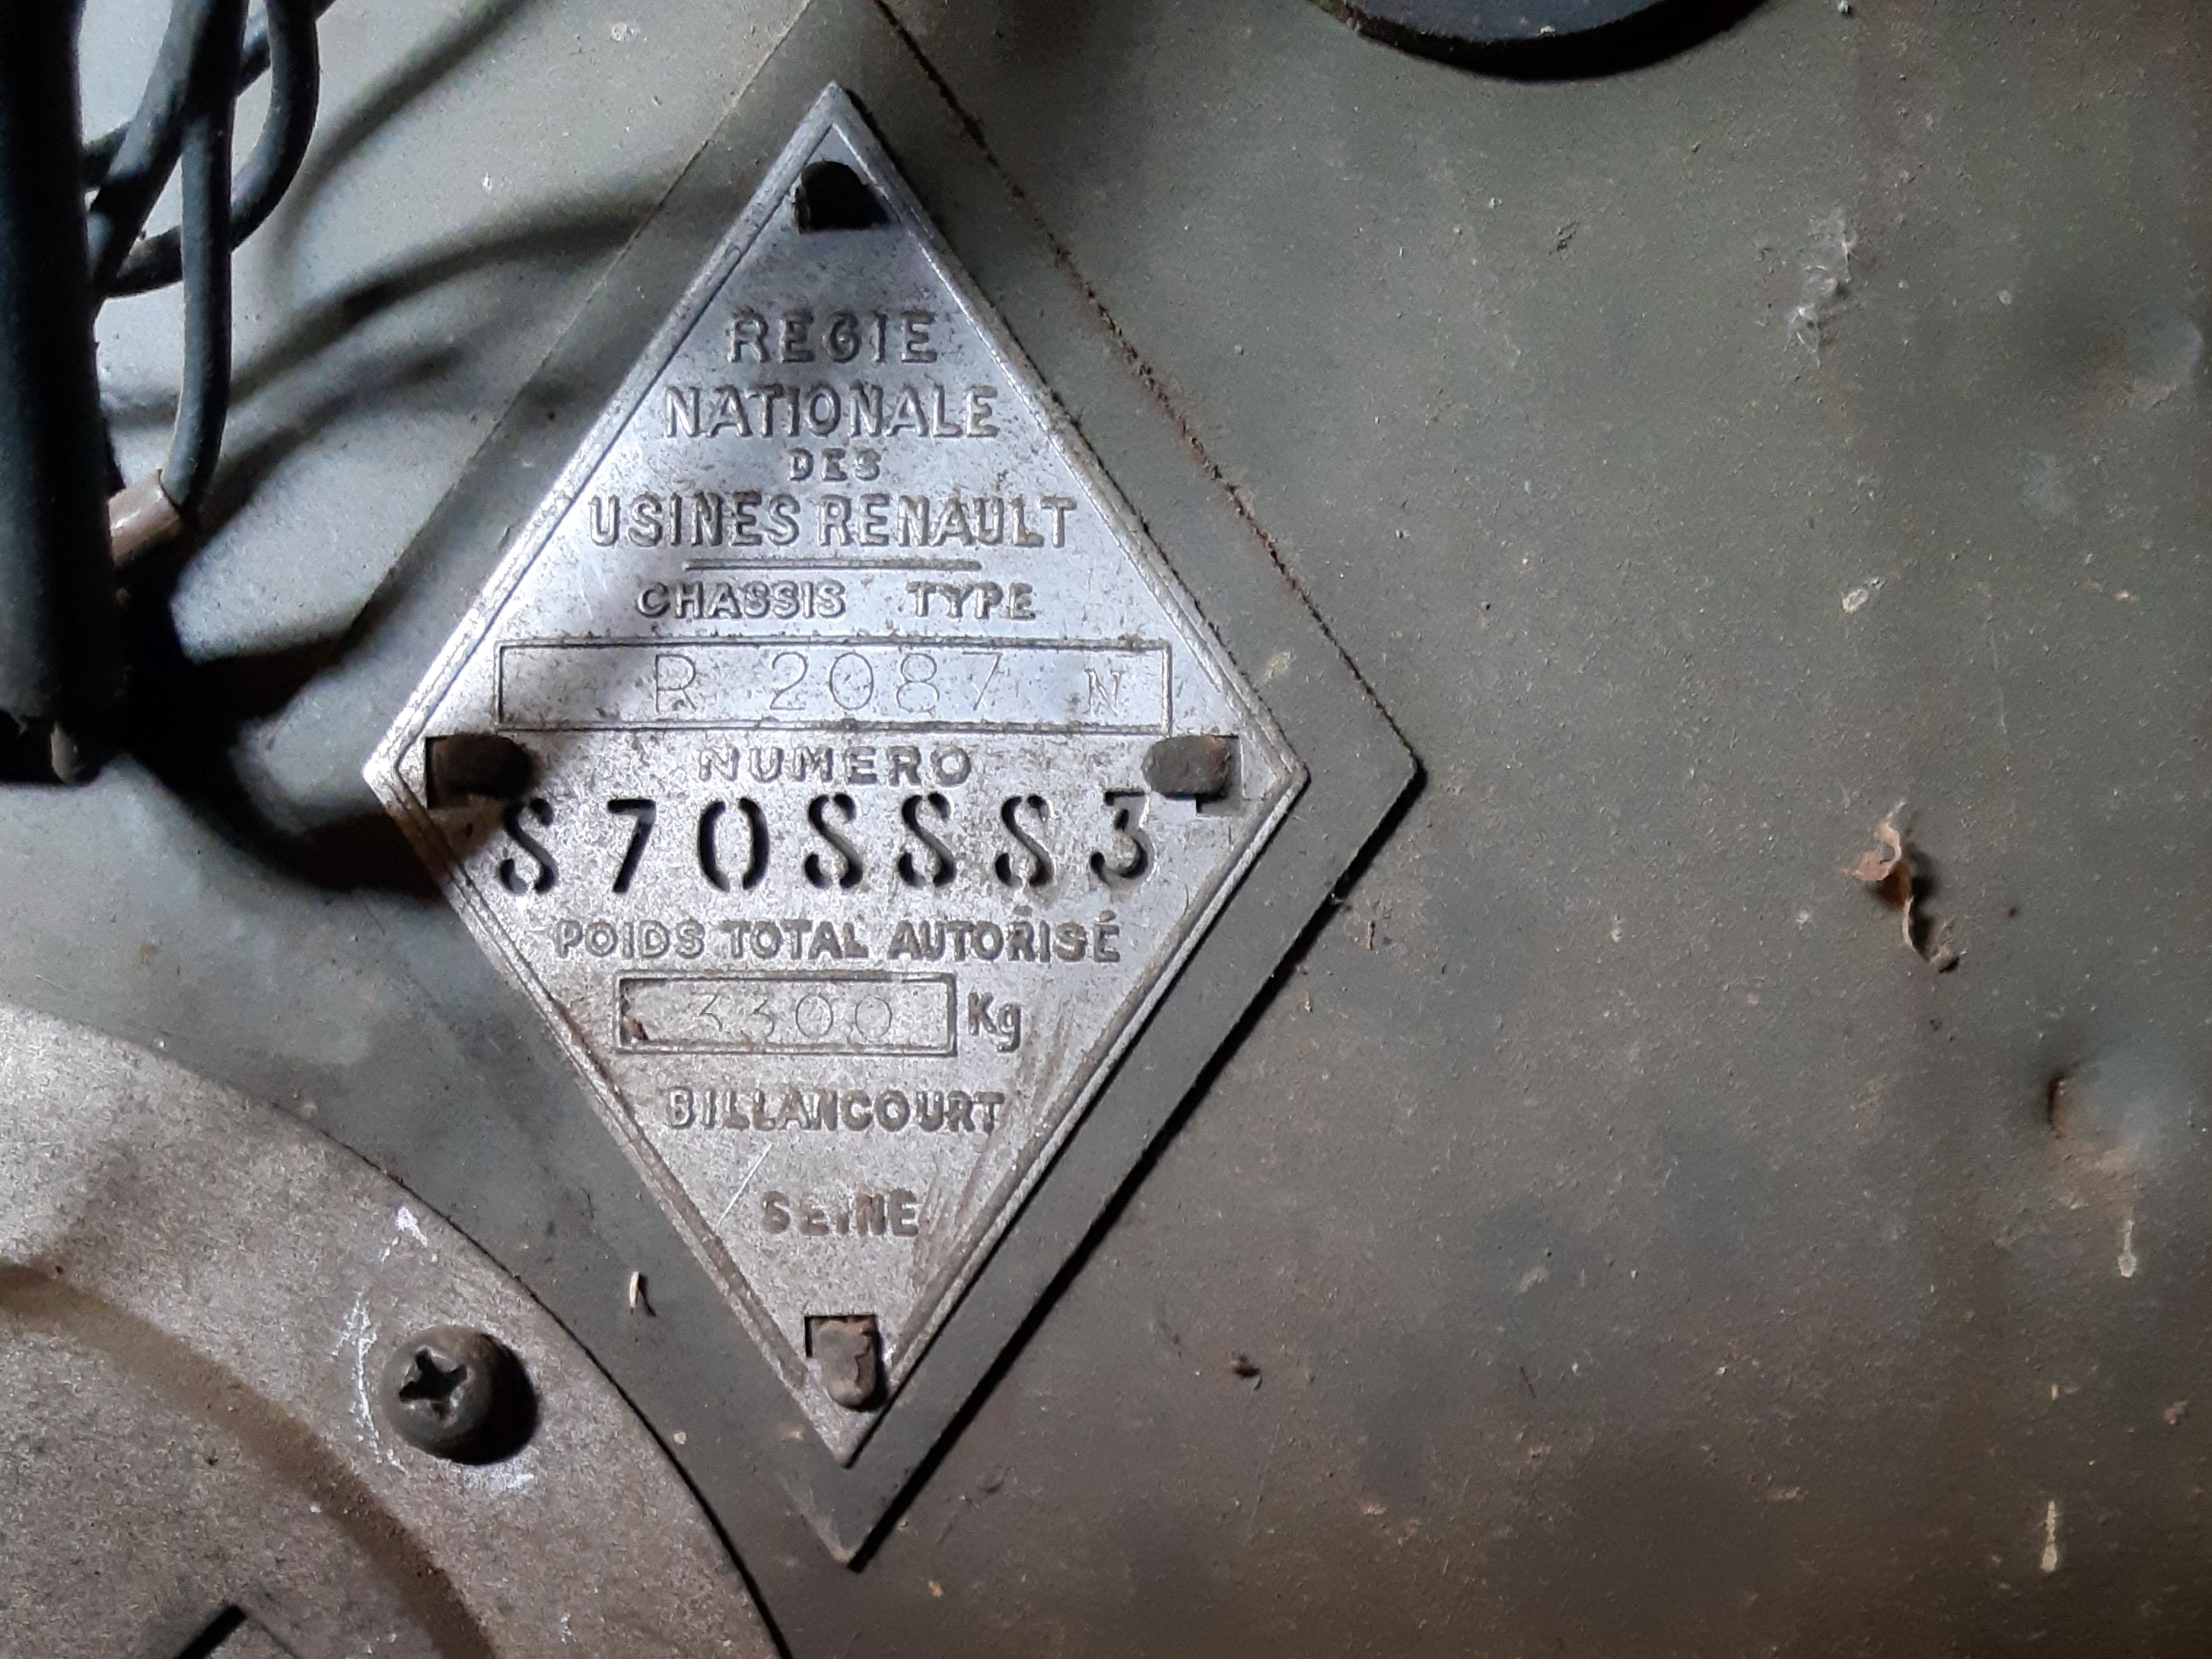 REGIE
NATIONALE
DES
USINES RENAULT
CHASSIS TYPE
R 2087 N
NUMERO
S70SSS3
POIDS TOTAL AUTORISÉ
3300 Kg
BILLANCOURT
SEINE